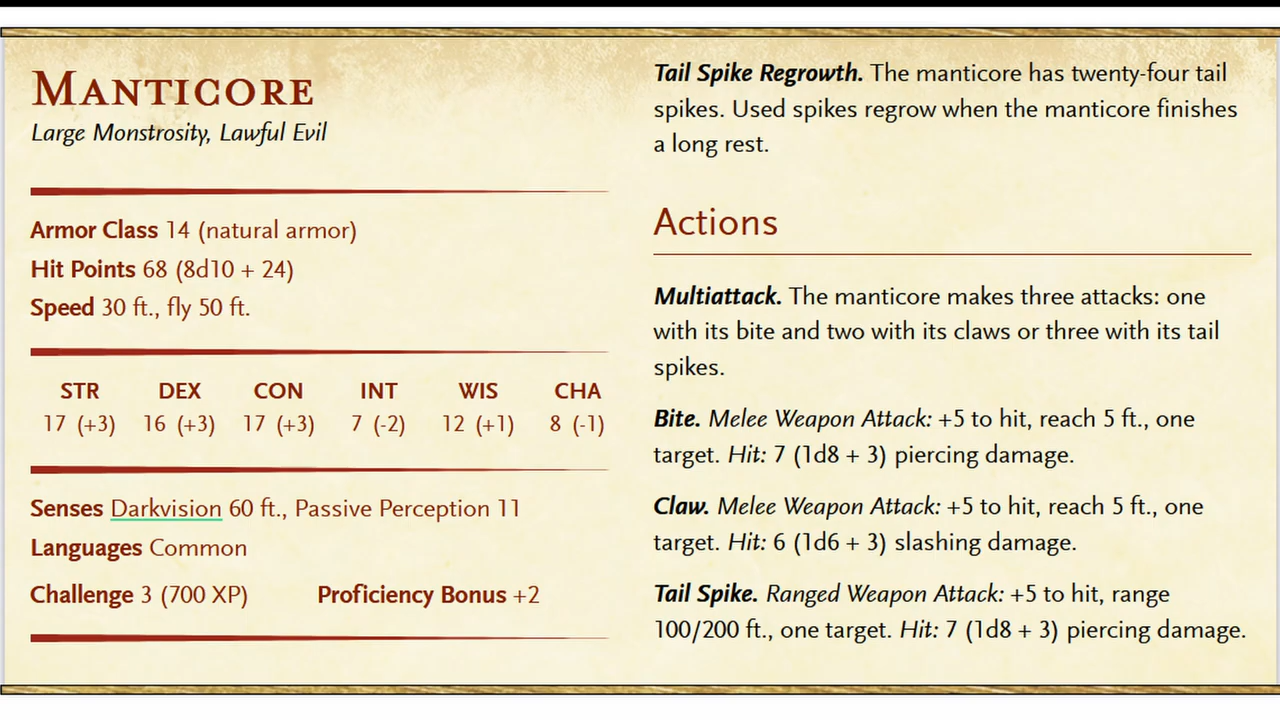 Manticore
Large Monstrosity, Lawful Evil
Armor Class 14 (natural armor)
Hit Points 68 (8d10 + 24)
Speed 30 ft., fly 50 ft.
STR DEX CON INT WIS CHA
17 (+3) 16 (+3) 17 (+3) 7 (-2) 12 (+1) 8 (-1)
Senses Darkvision 60 ft., Passive Perception 11
Languages Common
Challenge 3 (700 XP) Proficiency Bonus +2
Tail Spike Regrowth. The manticore has twenty-four tail
spikes. Used spikes regrow when the manticore finishes
a long rest.
Actions
Multiattack. The manticore makes three attacks: one
with its bite and two with its claws or three with its tail
spikes.
Bite. Melee Weapon Attack: +5 to hit, reach 5 ft., one
target. Hit: 7 (1d8 + 3) piercing damage.
Claw. Melee Weapon Attack: +5 to hit, reach 5 ft., one
target. Hit: 6 (1d6 + 3) slashing damage.
Tail Spike. Ranged Weapon Attack: +5 to hit, range
100/200 ft., one target. Hit: 7 (1d8 + 3) piercing damage.